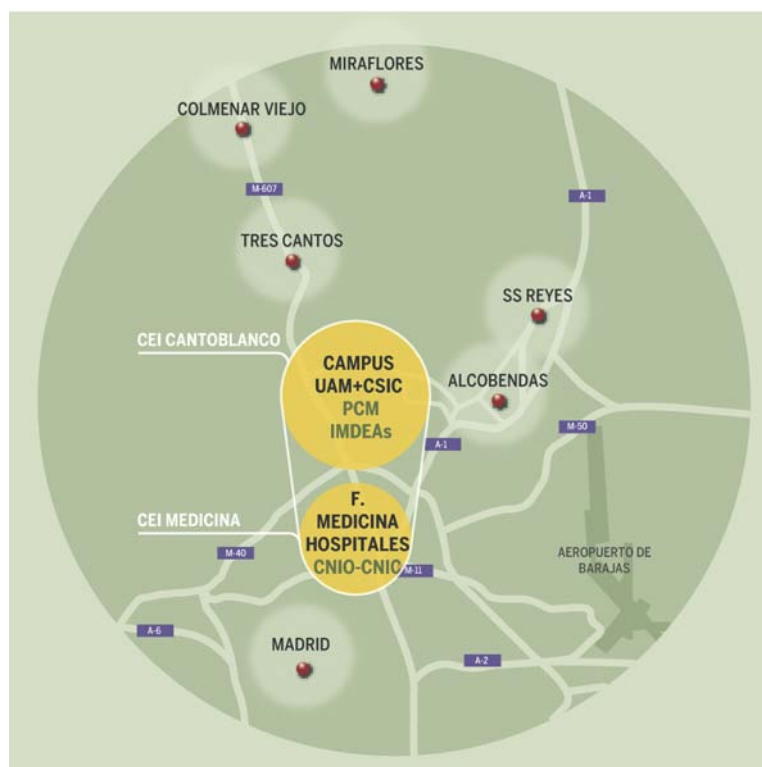 MIRAFLORES
COLMENAR VIEJO
M-607
A-1
TRES CANTOS
SS REYES
CEI CANTOBLANCO
CAMPUS
UAM+CSIC
PCM
IMDEAs
ALCOBENDAS
M-50
A-1
CEI MEDICINA
F.
MEDICINA
HOSPITALES
CNIO-CNIC
M-40
M-11
AEROPUERTO DE
BARAJAS
A-6
MADRID
A-2